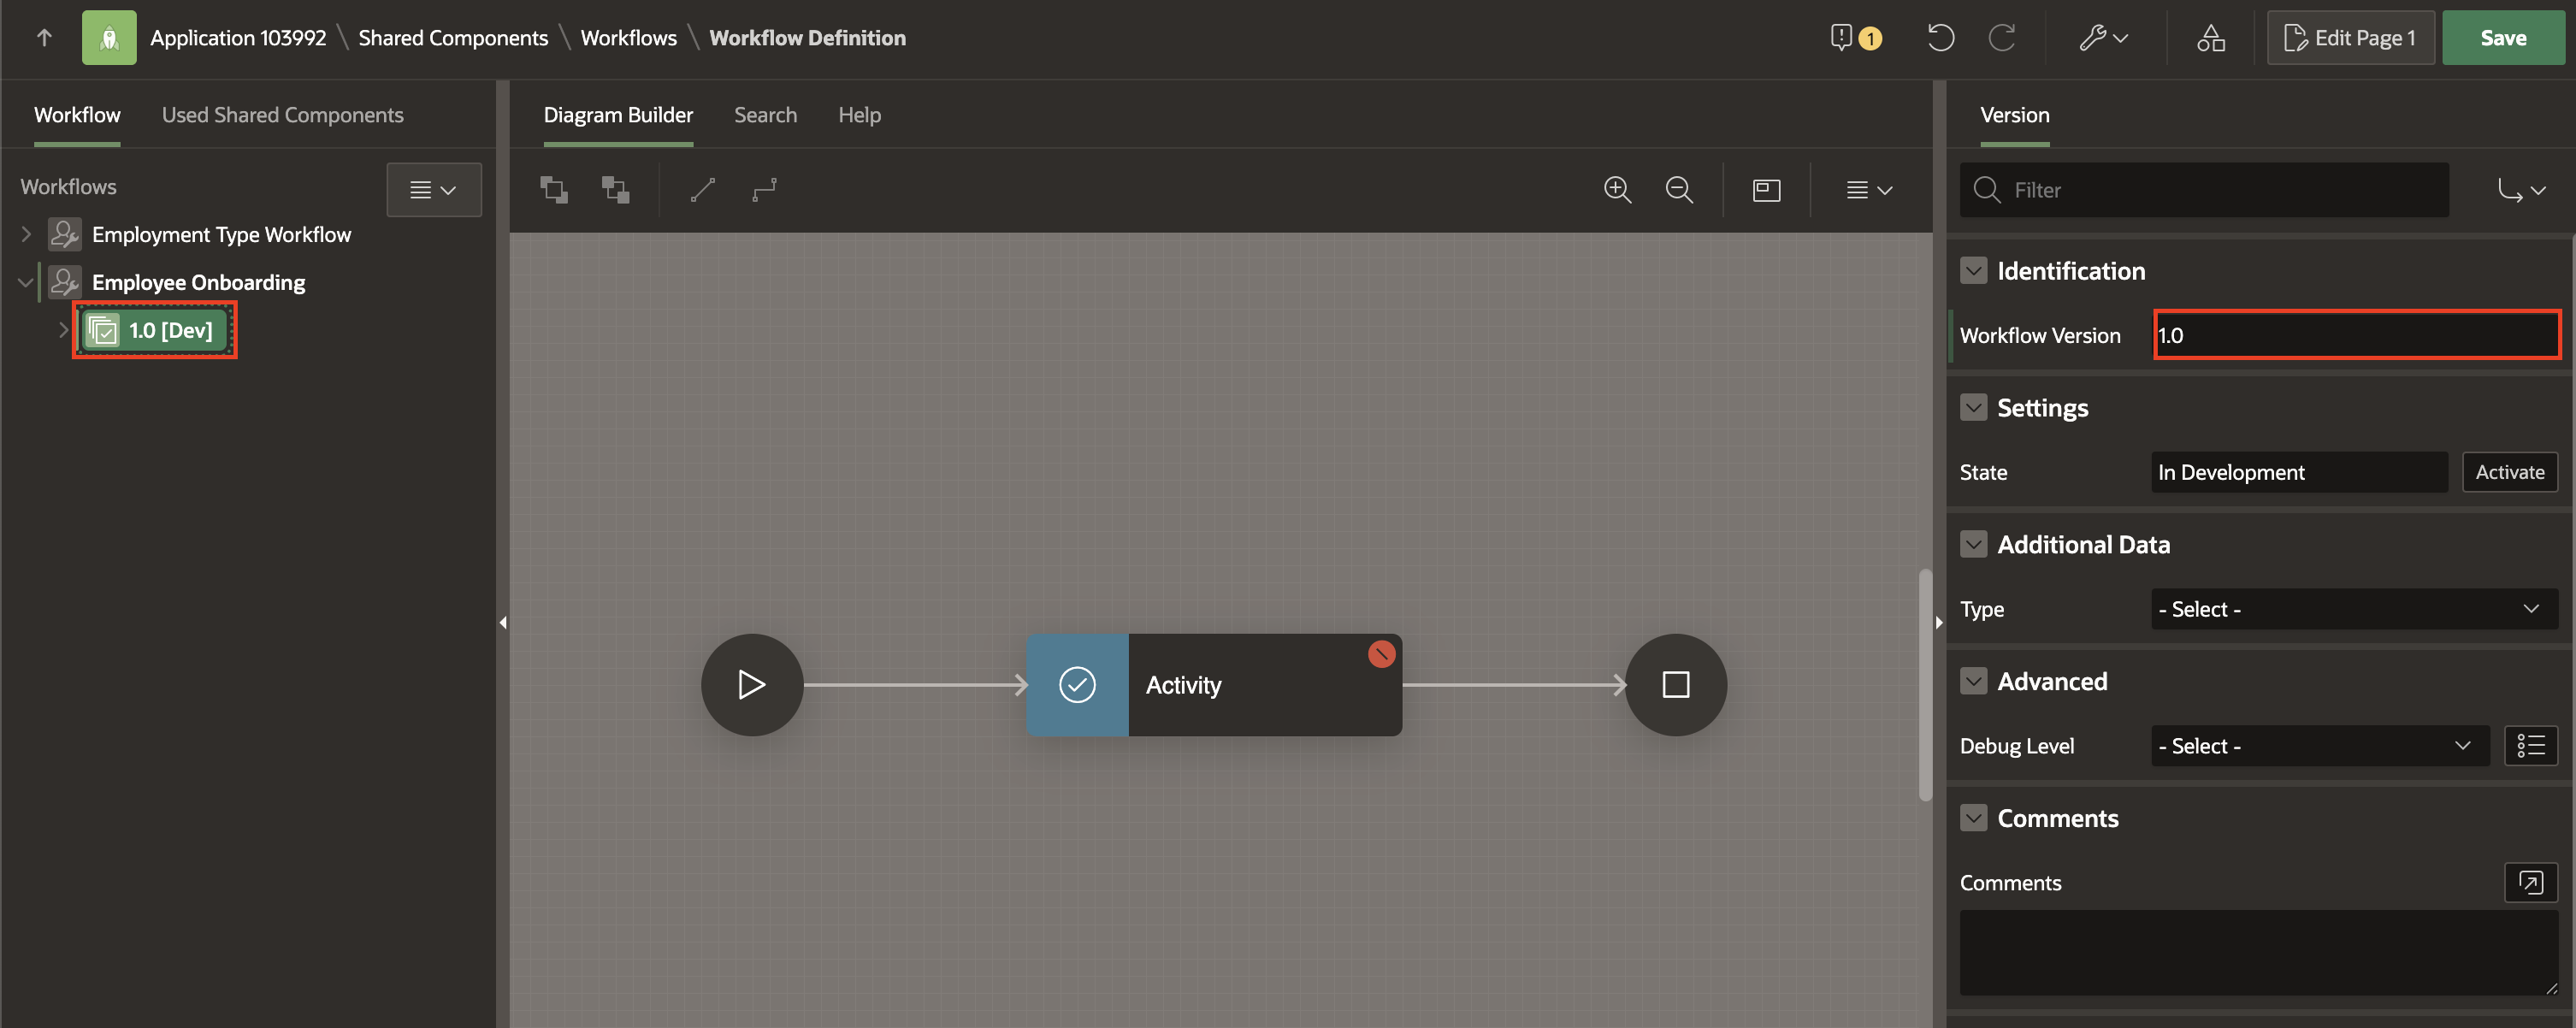 Application 103992 \ Shared Components \ Workflows \ Workflow Definition
1
Edit Page 1
Save
Workflow
Used Shared Components
Workflows
Employment Type Workflow
Employee Onboarding
1.0 [Dev]
Diagram Builder
Search
Help
Activity
Version
Filter
Identification
Workflow Version 1.0
Settings
State In Development Activate
Additional Data
Type - Select -
Advanced
Debug Level - Select -
Comments
Comments